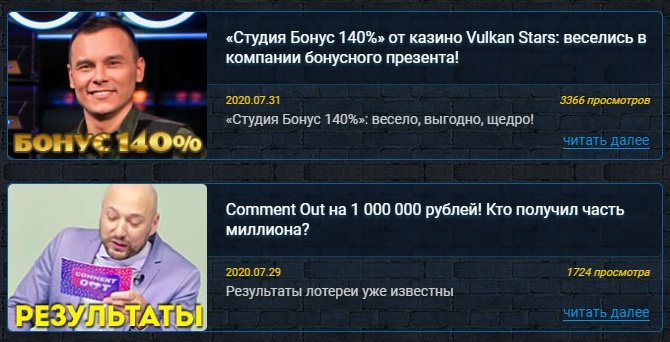 «Студия Бонус 140%» от казино Vulkan Stars: веселись в
компании бонусного презента!
2020.07.31
3366 просмотров
«Студия Бонус 140%»: весело, выгодно, щедро!
читать далее
БОНУС 140%
Comment Out на 1 000 000 рублей! Кто получил часть
миллиона?
2020.07.29
1724 просмотра
Результаты лотереи уже известны
читать далее
COMMENT
OUT
РЕЗУЛЬТАТЫ